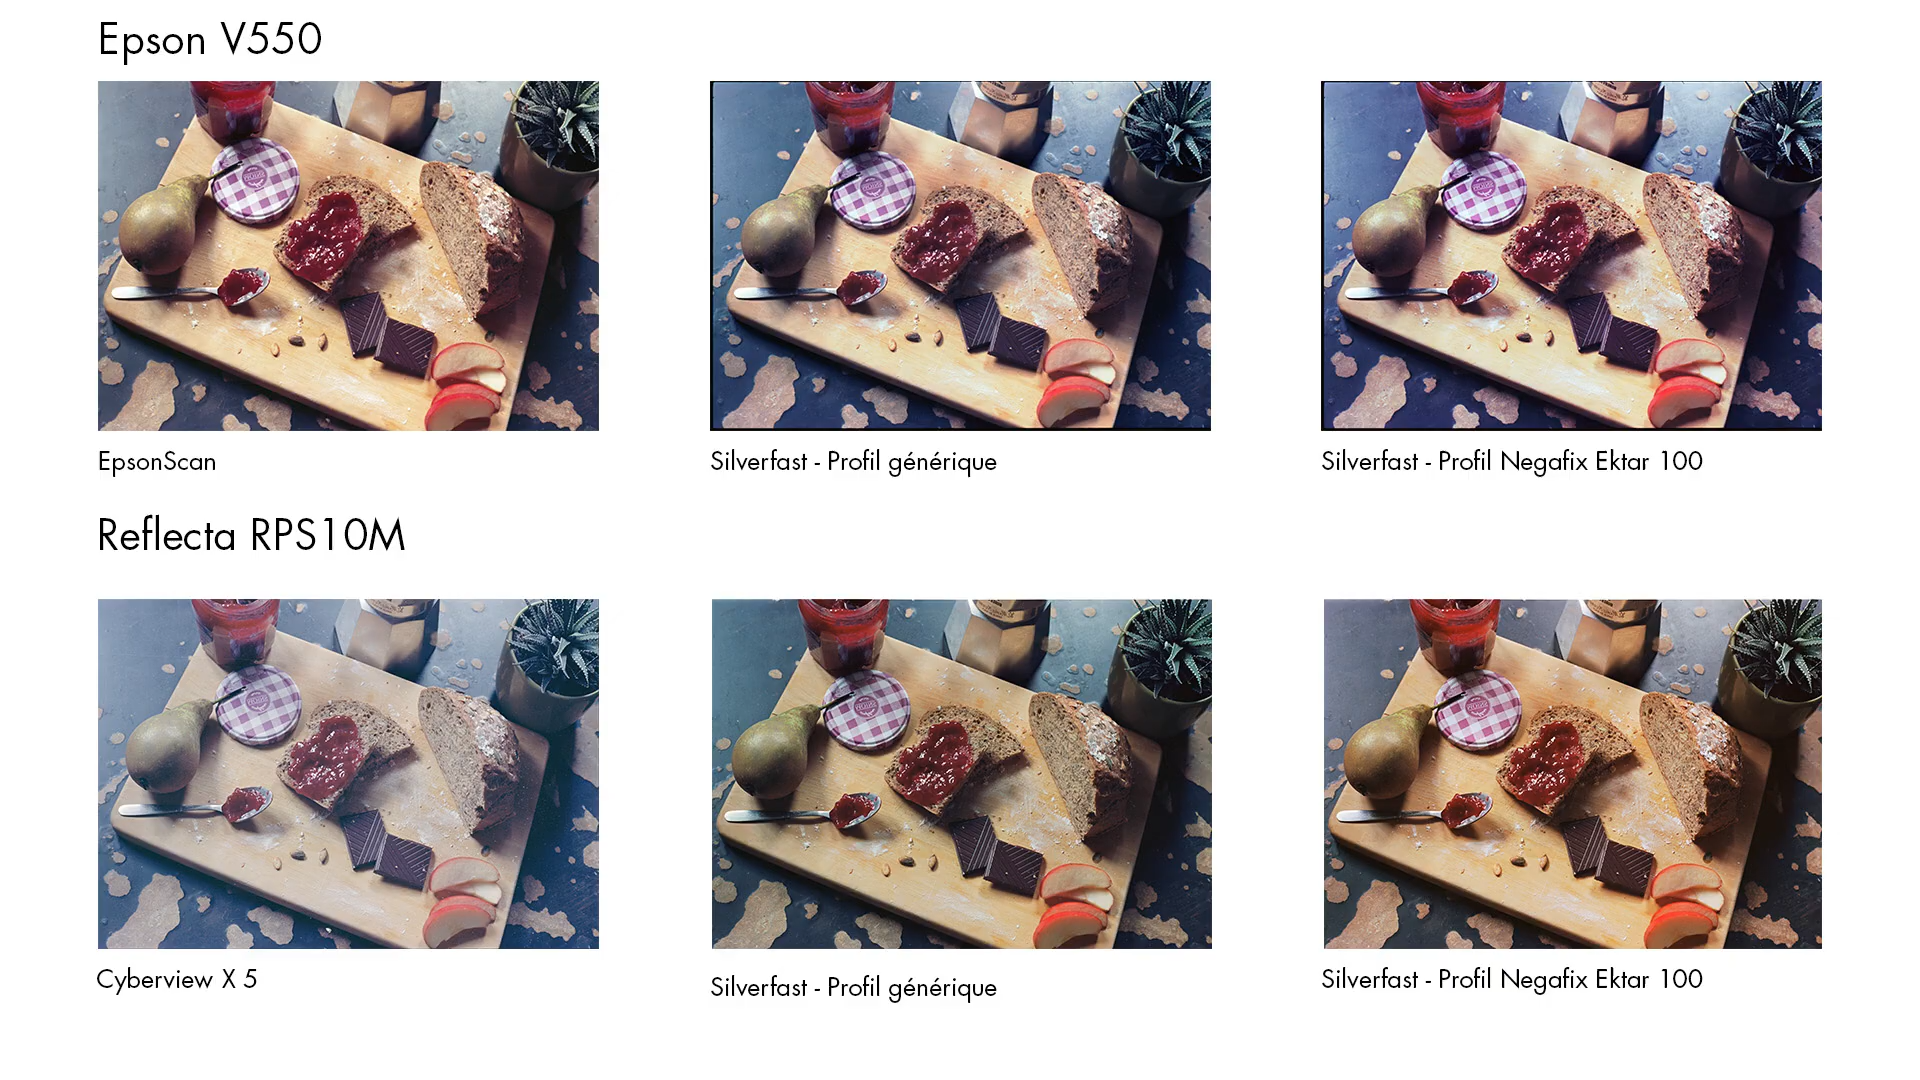 Epson V550
EpsonScan
Silverfast - Profil générique
Silverfast - Profil Negafix Ektar 100
Reflecta RPS10M
Cyberview X 5
Silverfast - Profil générique
Silverfast - Profil Negafix Ektar 100